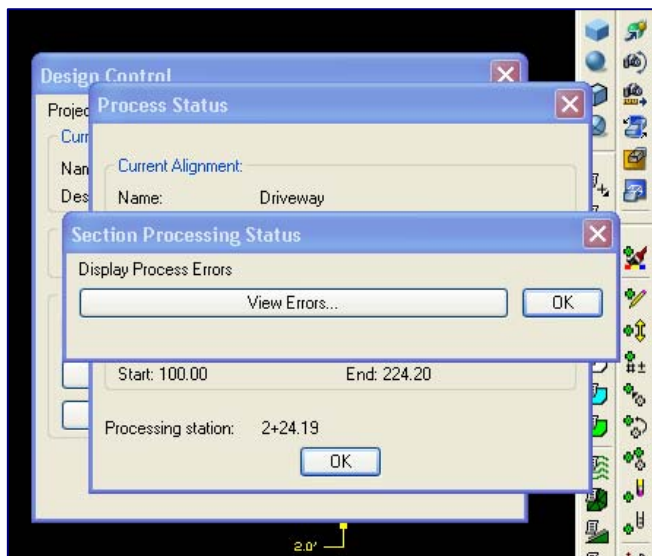 Design Control
Process Status
Projec
Curr
Current Alignment:
Nan
Des
Name: Driveway
Section Processing Status
Display Process Errors
View Errors... OK
Start: 100.00 End: 224.20
Processing station: 2+24.19
OK
2.0'